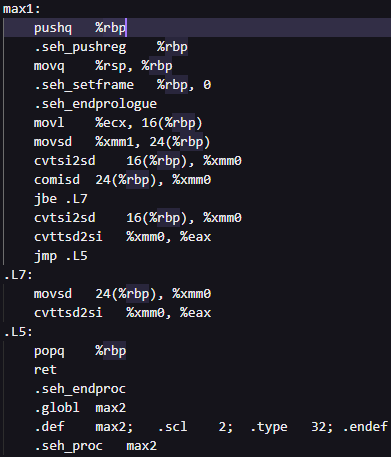 max1:
pushq %rbp
.seh_pushreg %rbp
movq %rsp, %rbp
.seh_setframe %rbp, 0
.seh_endprologue
movl %ecx, 16(%rbp)
movsd %xmm1, 24(%rbp)
cvtsi2sd 16(%rbp), %xmm0
comisd 24(%rbp), %xmm0
jbe .L7
cvtsi2sd 16(%rbp), %xmm0
cvttsd2si %xmm0, %eax
jmp .L5
.L7:
movsd 24(%rbp), %xmm0
cvttsd2si %xmm0, %eax
.L5:
popq %rbp
ret
.seh_endproc
.globl max2
.def max2; .scl 2; .type 32; .endef
.seh_proc max2